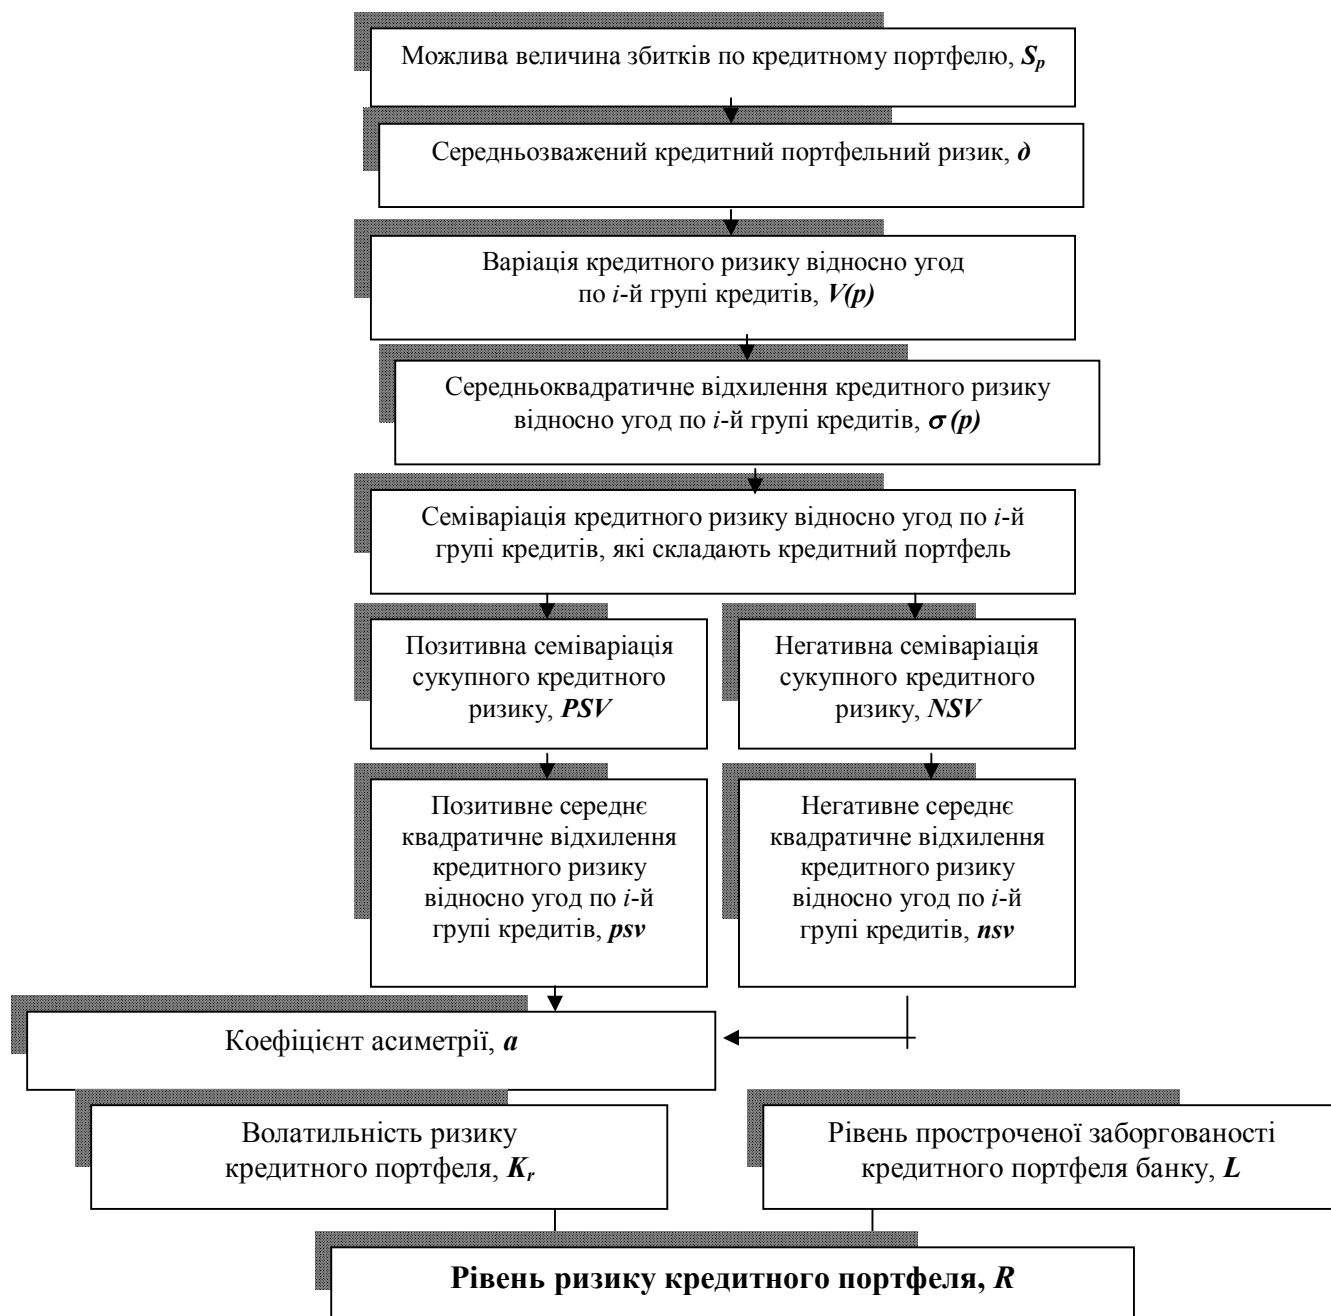 Можлива величина збитків по кредитному портфелю, Sp
Середньозважений кредитний портфельний ризик, д
Варіація кредитного ризику відносно угод
по і-й групі кредитів, V(p)
Середньоквадратичне відхилення кредитного ризику
відносно угод по і-й групі кредитів, σ (p)
Семіваріація кредитного ризику відносно угод по і-й
групі кредитів, які складають кредитний портфель
Позитивна семіваріація
сукупного кредитного
ризику, PSV
Негативна семіваріація
сукупного кредитного
ризику, NSV
Позитивне середнє
квадратичне відхилення
кредитного ризику
відносно угод по і-й
групі кредитів, psv
Негативне середнє
квадратичне відхилення
кредитного ризику
відносно угод по і-й
групі кредитів, nsv
Коефіцієнт асиметрії, a
Волатильність ризику
кредитного портфеля, Kr
Рівень простроченої заборгованості
кредитного портфеля банку, L
Рівень ризику кредитного портфеля, R